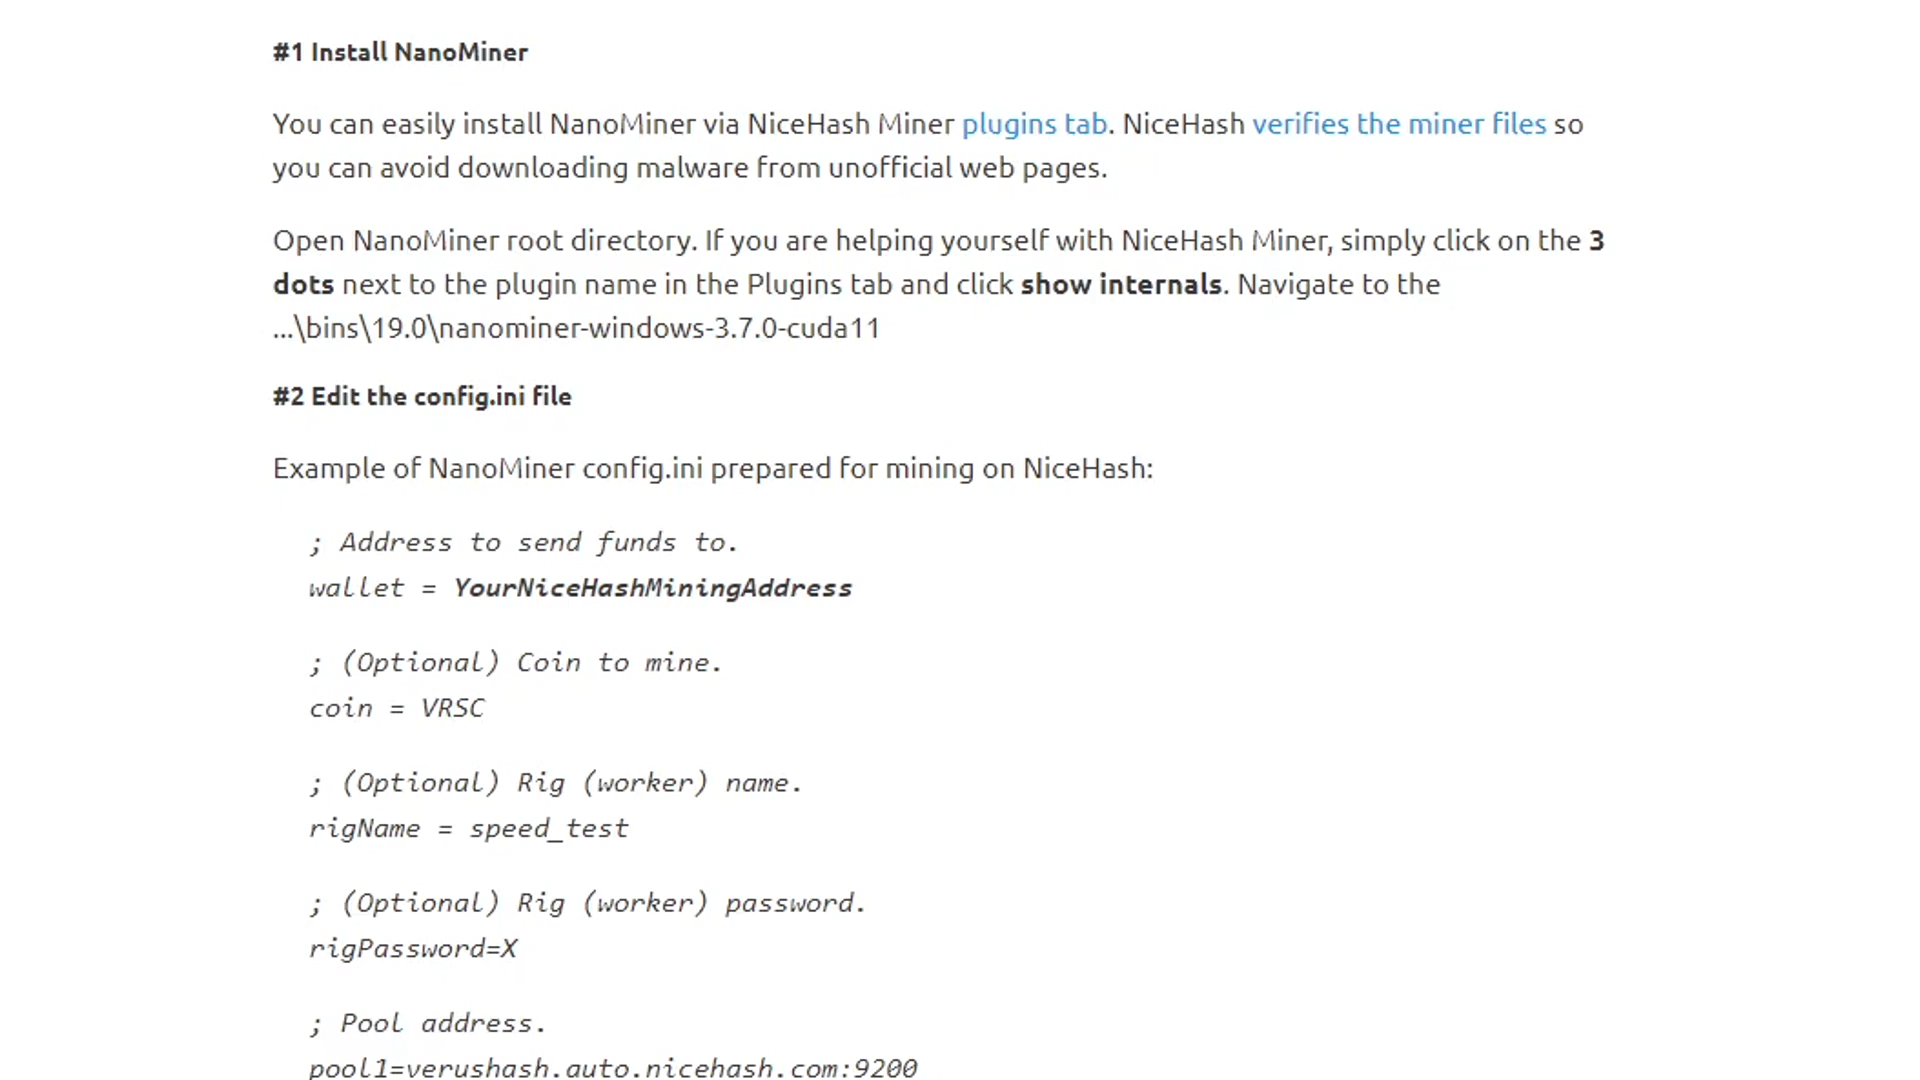 #1 Install NanoMiner
You can easily install NanoMiner via NiceHash Miner plugins tab. NiceHash verifies the miner files so
you can avoid downloading malware from unofficial web pages.
Open NanoMiner root directory. If you are helping yourself with NiceHash Miner, simply click on the 3
dots next to the plugin name in the Plugins tab and click show internals. Navigate to the
...\bins\19.0\nanominer-windows-3.7.0-cuda11
#2 Edit the config.ini file
Example of NanoMiner config.ini prepared for mining on NiceHash:
; Address to send funds to.
wallet = YourNiceHashMiningAddress
; (Optional) Coin to mine.
coin = VRSC
; (Optional) Rig (worker) name.
rigName = speed_test
; (Optional) Rig (worker) password.
rigPassword=X
; Pool address.
pool1=verushash.auto.nicehash.com:9200